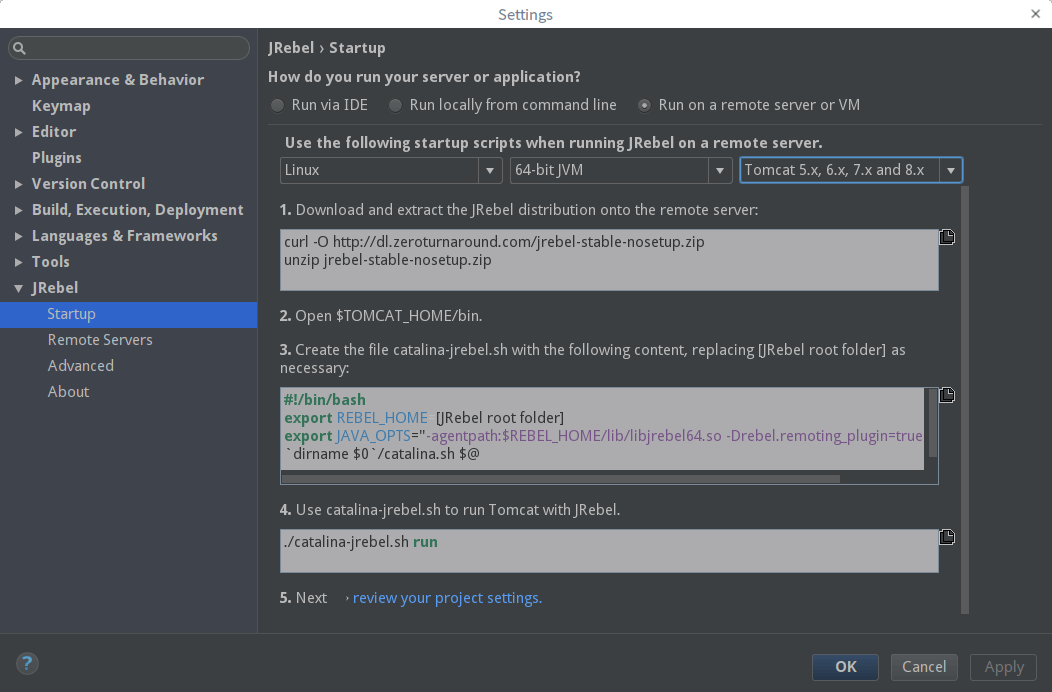 Settings
JRebel › Startup
Appearance & Behavior
Keymap
Editor
Plugins
Version Control
Build, Execution, Deployment
Languages & Frameworks
Tools
JRebel
Startup
Remote Servers
Advanced
About
How do you run your server or application?
Run via IDE
Run locally from command line
Run on a remote server or VM
Use the following startup scripts when running JRebel on a remote server.
Linux
64-bit JVM
Tomcat 5.x, 6.x, 7.x and 8.x
1. Download and extract the JRebel distribution onto the remote server:
curl -O http://dl.zeroturnaround.com/jrebel-stable-nosetup.zip
unzip jrebel-stable-nosetup.zip
2. Open $TOMCAT_HOME/bin.
3. Create the file catalina-jrebel.sh with the following content, replacing [JRebel root folder] as
necessary:
#!/bin/bash
export REBEL_HOME [JRebel root folder]
export JAVA_OPTS="-agentpath:$REBEL_HOME/lib/libjrebel64.so -Drebel.remoting_plugin=true
`dirname $0`/catalina.sh $@
4. Use catalina-jrebel.sh to run Tomcat with JRebel.
./catalina-jrebel.sh run
5. Next › review your project settings.
?
OK
Cancel
Apply